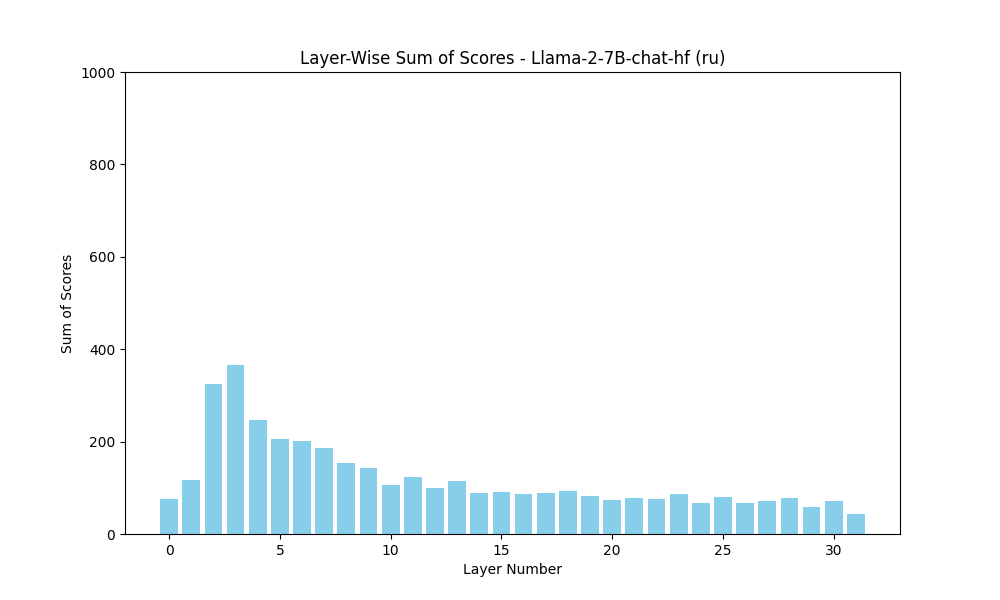 Layer-Wise Sum of Scores - Llama-2-7B-chat-hf (ru)
1000
800
600
400
200
0
Sum of Scores
0 5 10 15 20 25 30
Layer Number